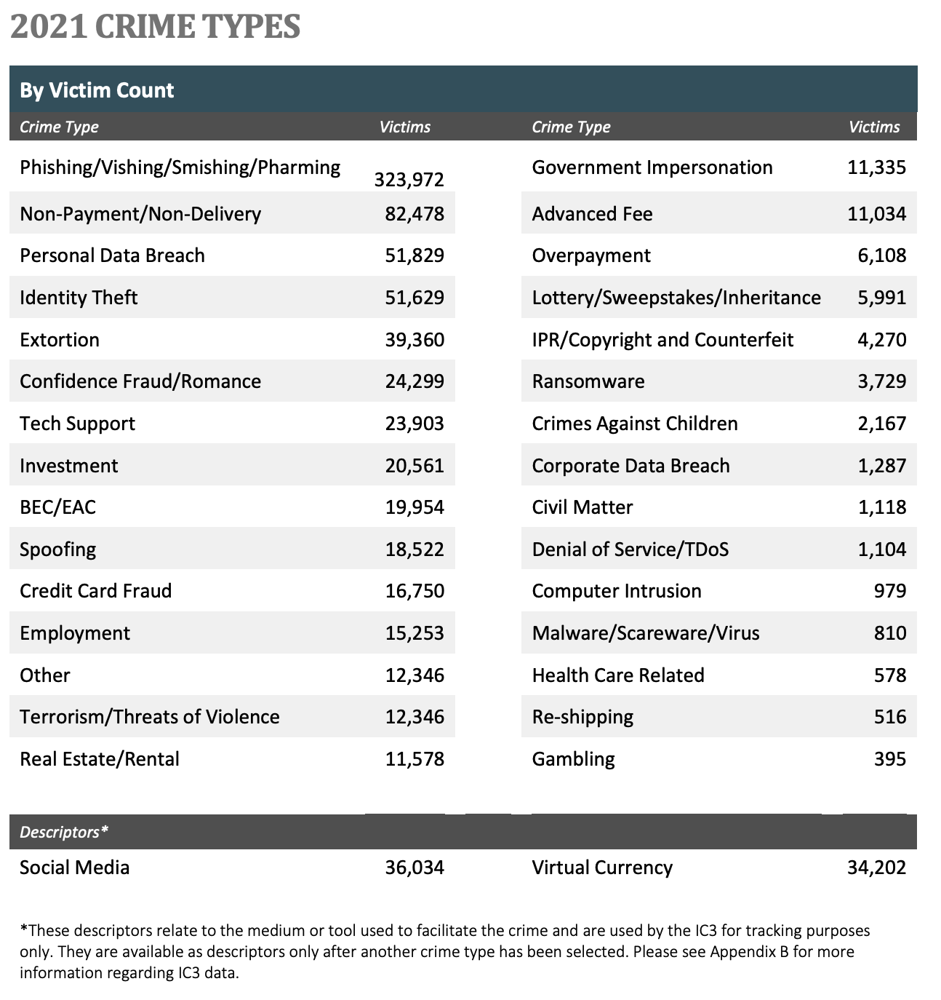 2021 CRIME TYPES
By Victim Count
Crime Type Victims Crime Type Victims
Phishing/Vishing/Smishing/Pharming 323,972 Government Impersonation 11,335
Non-Payment/Non-Delivery 82,478 Advanced Fee 11,034
Personal Data Breach 51,829 Overpayment 6,108
Identity Theft 51,629 Lottery/Sweepstakes/Inheritance 5,991
Extortion 39,360 IPR/Copyright and Counterfeit 4,270
Confidence Fraud/Romance 24,299 Ransomware 3,729
Tech Support 23,903 Crimes Against Children 2,167
Investment 20,561 Corporate Data Breach 1,287
BEC/EAC 19,954 Civil Matter 1,118
Spoofing 18,522 Denial of Service/TDoS 1,104
Credit Card Fraud 16,750 Computer Intrusion 979
Employment 15,253 Malware/Scareware/Virus 810
Other 12,346 Health Care Related 578
Terrorism/Threats of Violence 12,346 Re-shipping 516
Real Estate/Rental 11,578 Gambling 395
Descriptors*
Social Media 36,034 Virtual Currency 34,202
*These descriptors relate to the medium or tool used to facilitate the crime and are used by the IC3 for tracking purposes
only. They are available as descriptors only after another crime type has been selected. Please see Appendix B for more
information regarding IC3 data.